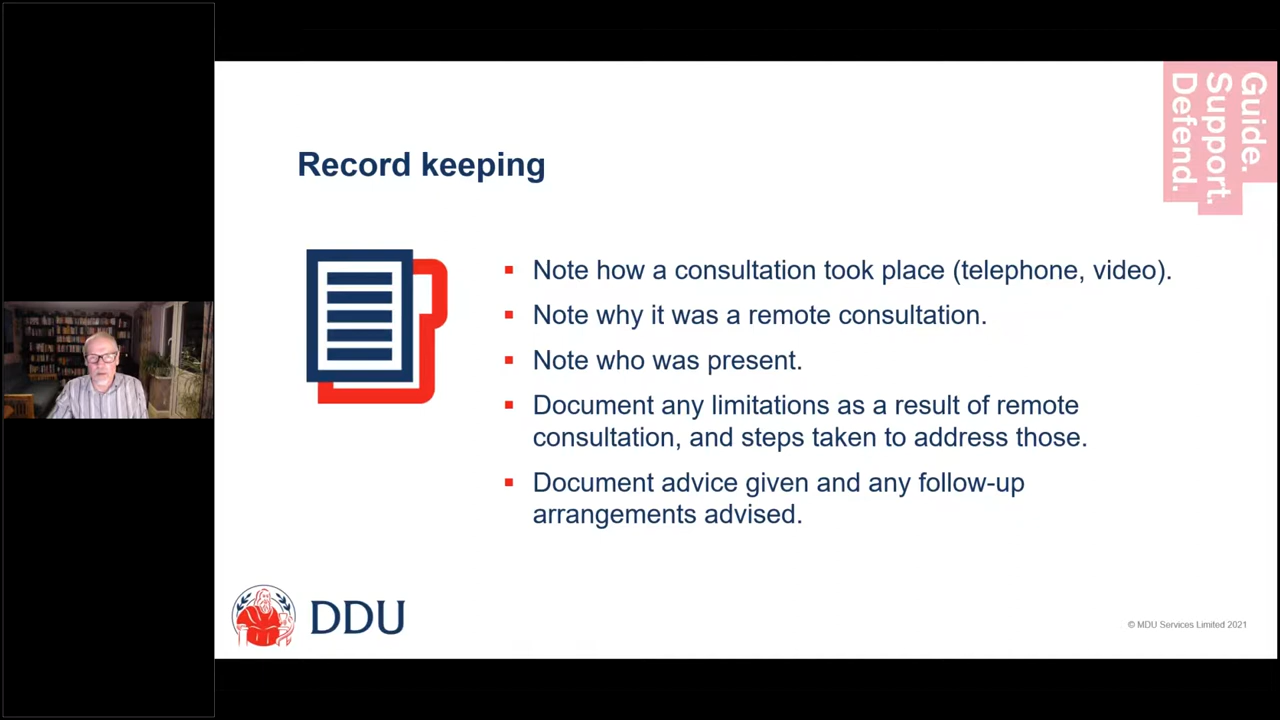 Guide.
Support.
Defend.
Record keeping
▪ Note how a consultation took place (telephone, video).
▪ Note why it was a remote consultation.
▪ Note who was present.
▪ Document any limitations as a result of remote
consultation, and steps taken to address those.
▪ Document advice given and any follow-up
arrangements advised.
DDU
© MDU Services Limited 2021